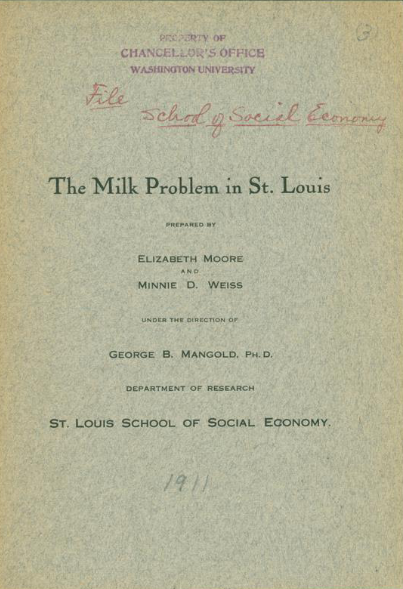 PROPERTY OF
CHANCELLOR'S OFFICE
WASHINGTON UNIVERSITY
File
School of Social Economy
The Milk Problem in St. Louis
PREPARED BY
ELIZABETH MOORE
AND
MINNIE D. WEISS
UNDER THE DIRECTION OF
GEORGE B. MANGOLD, PH.D.
DEPARTMENT OF RESEARCH
ST. LOUIS SCHOOL OF SOCIAL ECONOMY.
1911